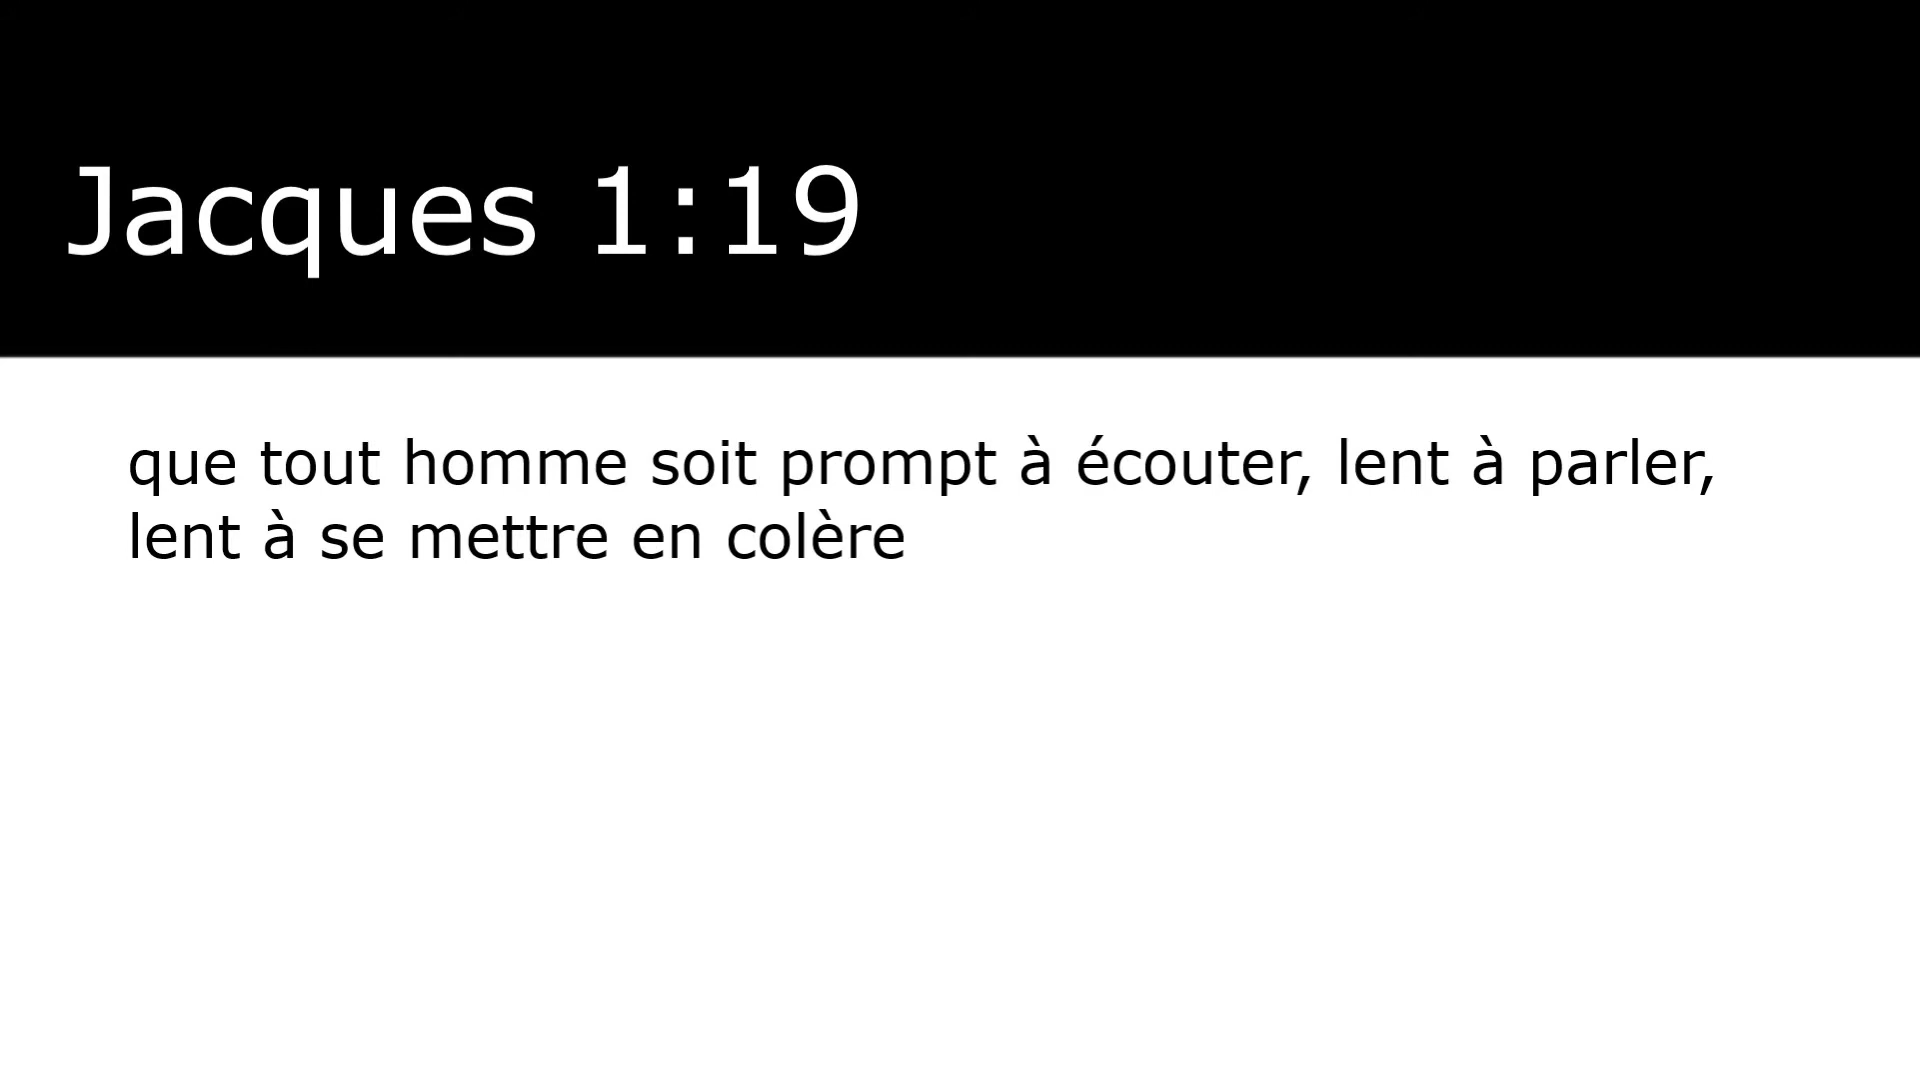 Jacques 1:19
que tout homme soit prompt à écouter, lent à parler,
lent à se mettre en colère